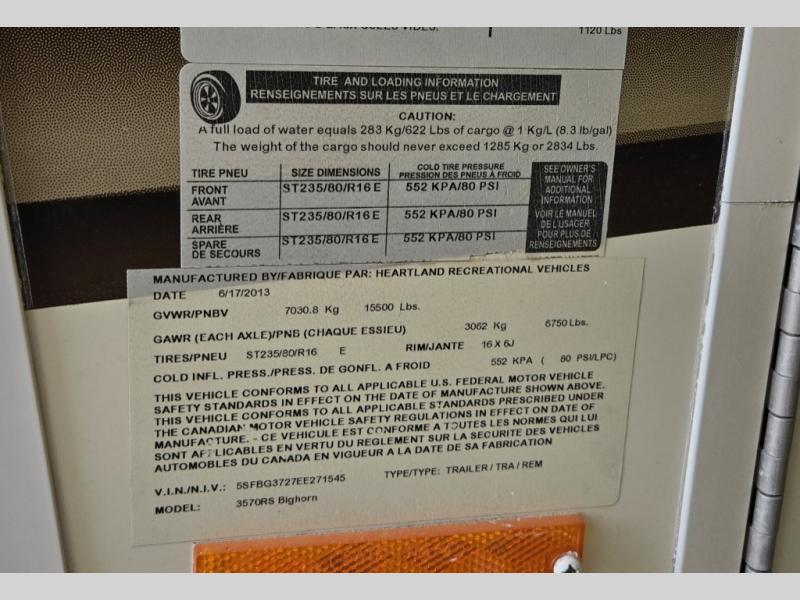 1120 Lbs
TIRE AND LOADING INFORMATION
RENSEIGNEMENTS SUR LES PNEUS ET LE CHARGEMENT
CAUTION:
A full load of water equals 283 Kg/622 Lbs of cargo @ 1 Kg/L (8.3 lb/gal)
The weight of the cargo should never exceed 1285 Kg or 2834 Lbs.
TIRE PNEU SIZE DIMENSIONS COLD TIRE PRESSURE
PRESSION DES PNEUS À FROID
FRONT ST235/80/R16 E 552 KPA/80 PSI
AVANT
REAR ST235/80/R16 E 552 KPA/80 PSI
ARRIÈRE
SPARE ST235/80/R16 E 552 KPA/80 PSI
DE SECOURS
SEE OWNER'S
MANUAL FOR
ADDITIONAL
INFORMATION
VOIR LE MANUEL
DE L'USAGER
POUR PLUS DE
RENSEIGNEMENTS
MANUFACTURED BY/FABRIQUE PAR: HEARTLAND RECREATIONAL VEHICLES
DATE 6/17/2013
GVWR/PNBV 7030.8 Kg 15500 Lbs.
GAWR (EACH AXLE)/PNB (CHAQUE ESSIEU) 3062 Kg 6750 Lbs.
TIRES/PNEU ST235/80/R16 E RIM/JANTE 16 X 6J
COLD INFL. PRESS./PRESS. DE GONFL. A FROID 552 KPA ( 80 PSI/LPC)
THIS VEHICLE CONFORMS TO ALL APPLICABLE U.S. FEDERAL MOTOR VEHICLE
SAFETY STANDARDS IN EFFECT ON THE DATE OF MANUFACTURE SHOWN ABOVE.
THIS VEHICLE CONFORMS TO ALL APPLICABLE STANDARDS PRESCRIBED UNDER
THE CANADIAN MOTOR VEHICLE SAFETY REGULATIONS IN EFFECT ON DATE OF
MANUFACTURE. - CE VEHICULE EST CONFORME A TOUTES LES NORMES QUI LUI
SONT APPLICABLES EN VERTU DU REGLEMENT SUR LA SECURITE DES VEHICLES
AUTOMOBILES DU CANADA EN VIGUEUR A LA DATE DE SA FABRICATION
V.I.N./N.I.V.: 5SFBG3727EE271545 TYPE/TYPE: TRAILER / TRA / REM
MODEL: 3570RS Bighorn